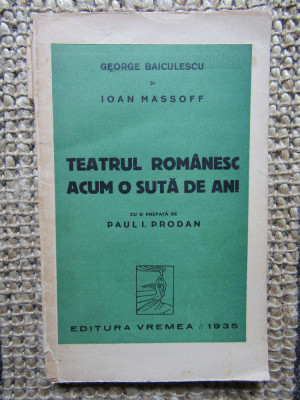 GEORGE BAICULESCU
ȘI
IOAN MASSOFF
TEATRUL ROMÂNESC
ACUM O SUTĂ DE ANI
CU O PREFAȚĂ DE
PAUL I. PRODAN
EDITURA VREMEA :: 1935